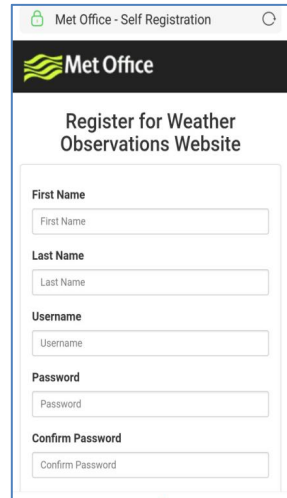 Met Office - Self Registration
Met Office
Register for Weather
Observations Website
First Name
First Name
Last Name
Last Name
Username
Username
Password
Password
Confirm Password
Confirm Password